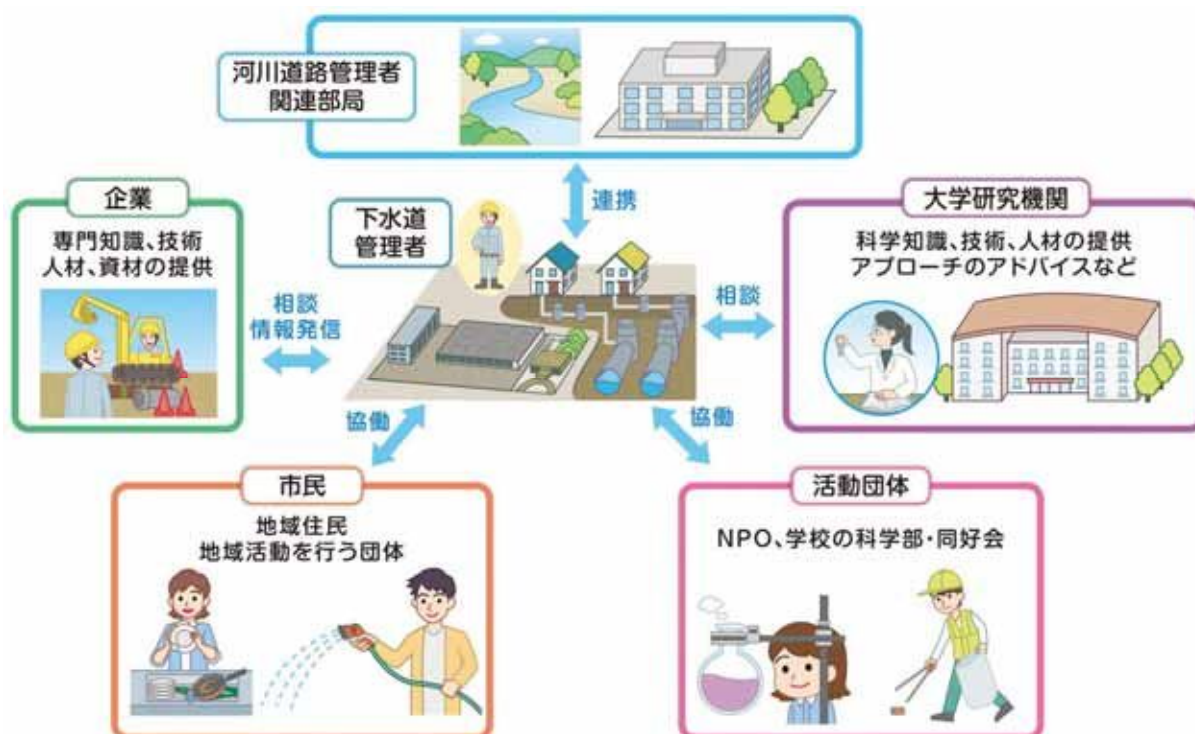 河川道路管理者
関連部局
企業
専門知識、技術
人材、資材の提供
下水道
管理者
連携
大学研究機関
科学知識、技術、人材の提供
アプローチのアドバイスなど
相談
情報発信
相談
協働
協働
市民
地域住民
地域活動を行う団体
活動団体
NPO、学校の科学部・同好会